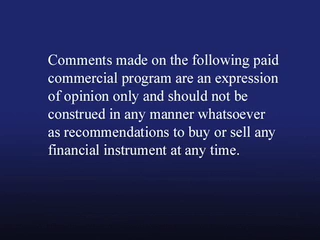 Comments made on the following paid
commercial program are an expression
of opinion only and should not be
construed in any manner whatsoever
as recommendations to buy or sell any
financial instrument at any time.